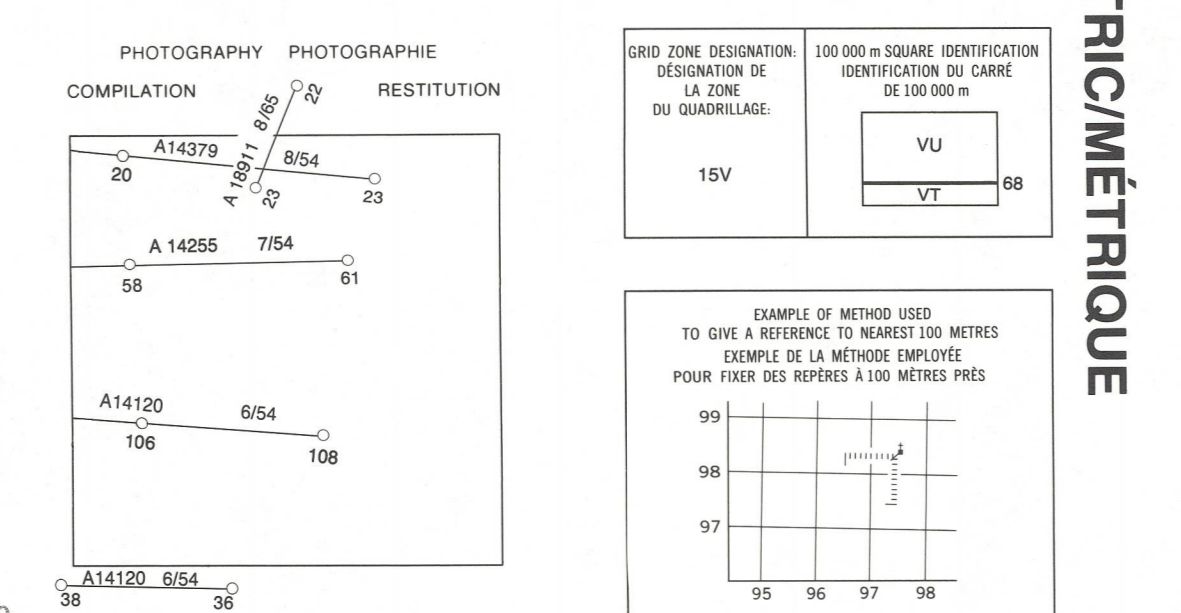 PHOTOGRAPHY PHOTOGRAPHIE
COMPILATION RESTITUTION
22
A 18911 8/65
23
A14379 8/54
20 23
A 14255 7/54
58 61
A14120 6/54
106 108
A14120 6/54
38 36
GRID ZONE DESIGNATION:
DÉSIGNATION DE
LA ZONE
DU QUADRILLAGE:
15V
100 000 m SQUARE IDENTIFICATION
IDENTIFICATION DU CARRÉ
DE 100 000 m
VU
VT
68
EXAMPLE OF METHOD USED
TO GIVE A REFERENCE TO NEAREST 100 METRES
EXEMPLE DE LA MÉTHODE EMPLOYÉE
POUR FIXER DES REPÈRES À 100 MÈTRES PRÈS
99
98
97
95 96 97 98
TRIC/MÉTRIQUE